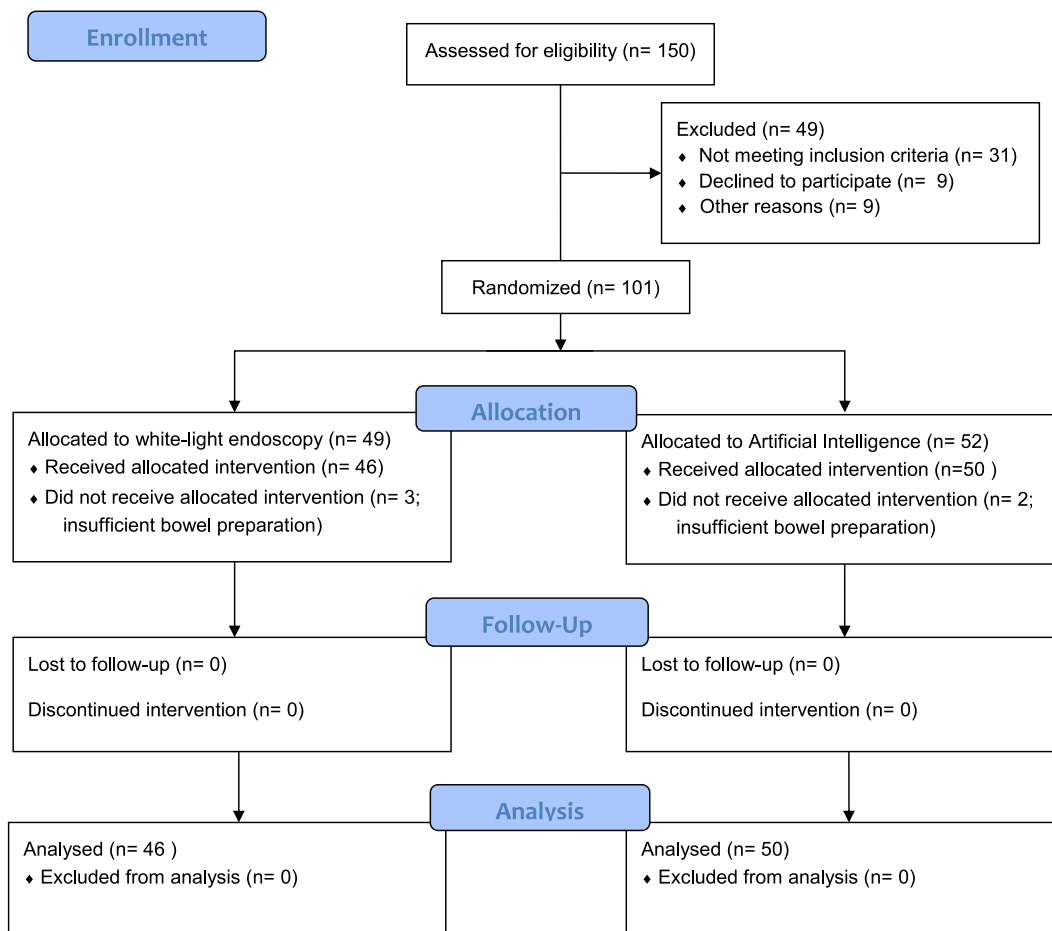 Enrollment
Assessed for eligibility (n= 150)
Excluded (n= 49)
♦ Not meeting inclusion criteria (n= 31)
♦ Declined to participate (n= 9)
♦ Other reasons (n= 9)
Randomized (n= 101)
Allocation
Allocated to white-light endoscopy (n= 49)
♦ Received allocated intervention (n= 46)
♦ Did not receive allocated intervention (n= 3;
insufficient bowel preparation)
Allocated to Artificial Intelligence (n= 52)
♦ Received allocated intervention (n=50 )
♦ Did not receive allocated intervention (n= 2;
insufficient bowel preparation)
Follow-Up
Lost to follow-up (n= 0)
Discontinued intervention (n= 0)
Lost to follow-up (n= 0)
Discontinued intervention (n= 0)
Analysis
Analysed (n= 46 )
♦ Excluded from analysis (n= 0)
Analysed (n= 50)
♦ Excluded from analysis (n= 0)